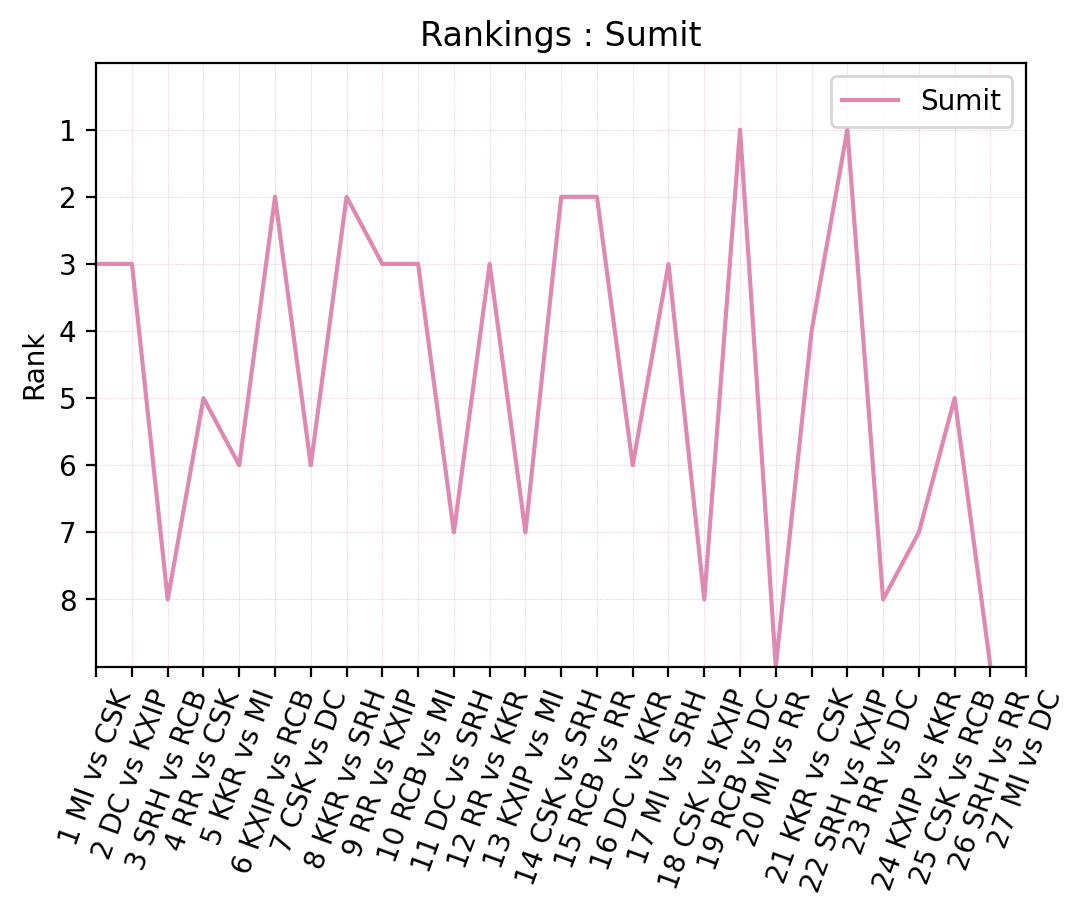 Rankings : Sumit
Sumit
Rank
1
2
3
4
5
6
7
8
1 MI vs CSK
2 DC vs KXIP
3 SRH vs RCB
4 RR vs CSK
5 KKR vs MI
6 KXIP vs RCB
7 CSK vs DC
8 KKR vs SRH
9 RR vs KXIP
10 RCB vs MI
11 DC vs SRH
12 RR vs KKR
13 KXIP vs MI
14 CSK vs SRH
15 RCB vs RR
16 DC vs KKR
17 MI vs SRH
18 CSK vs KXIP
19 RCB vs DC
20 MI vs RR
21 KKR vs CSK
22 SRH vs KXIP
23 RR vs DC
24 KXIP vs KKR
25 CSK vs RCB
26 SRH vs RR
27 MI vs DC